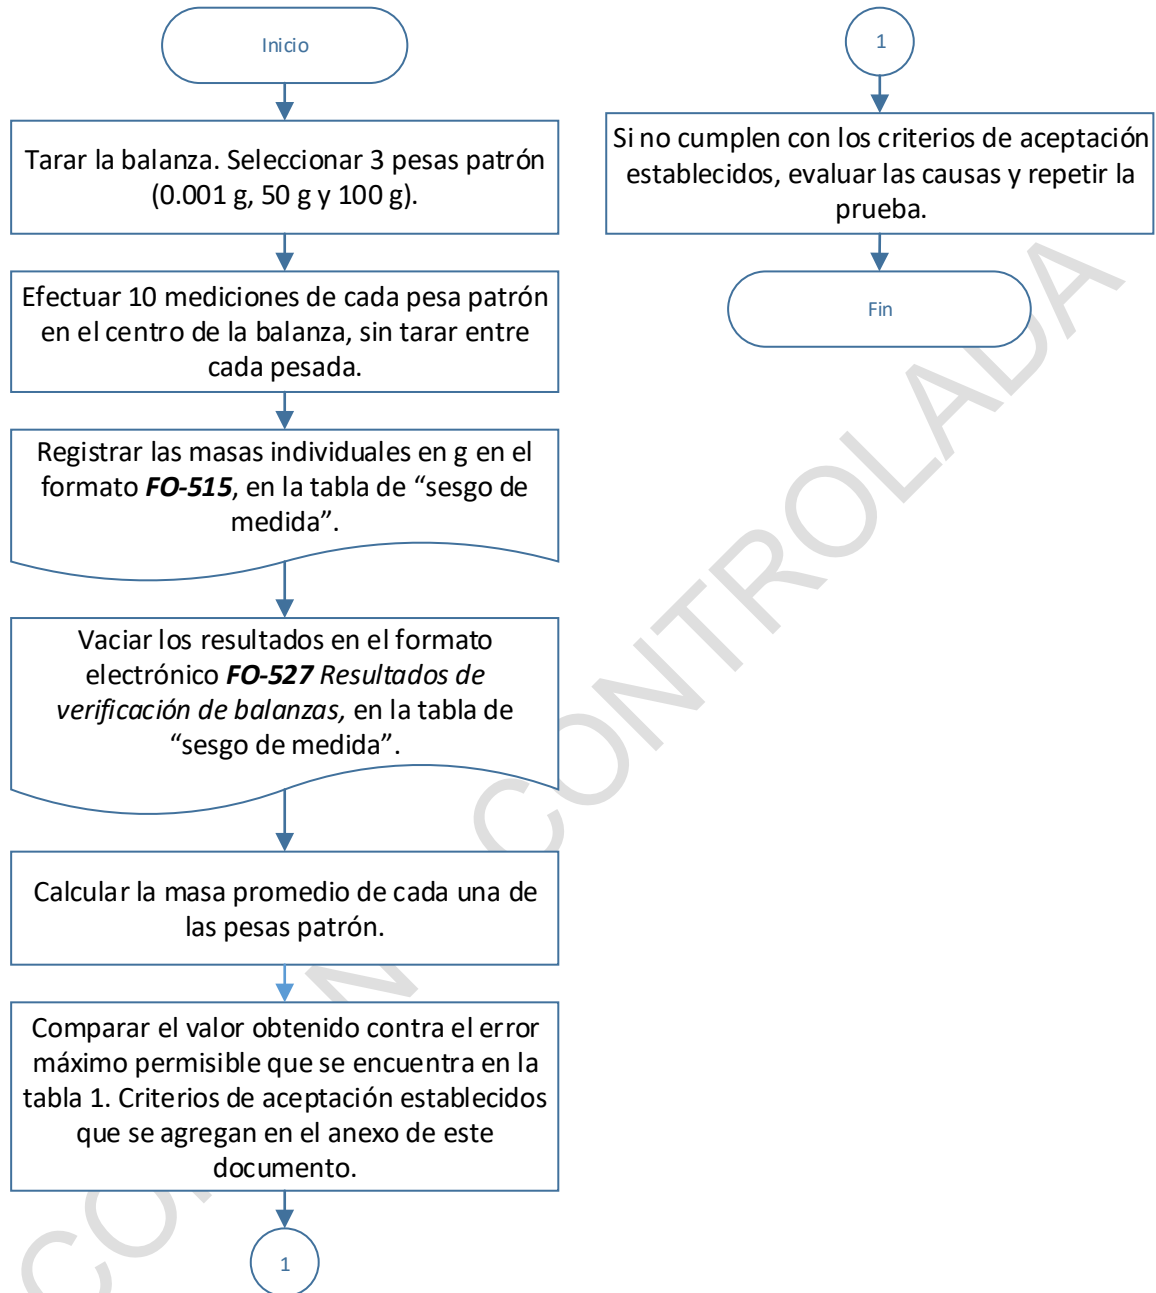 Inicio
Tarar la balanza. Seleccionar 3 pesas patrón
(0.001 g, 50 g y 100 g).
Efectuar 10 mediciones de cada pesa patrón
en el centro de la balanza, sin tarar entre
cada pesada.
Registrar las masas individuales en g en el
formato FO-515, en la tabla de “sesgo de
medida”.
Vaciar los resultados en el formato
electrónico FO-527 Resultados de
verificación de balanzas, en la tabla de
“sesgo de medida”.
Calcular la masa promedio de cada una de
las pesas patrón.
Comparar el valor obtenido contra el error
máximo permisible que se encuentra en la
tabla 1. Criterios de aceptación establecidos
que se agregan en el anexo de este
documento.
1
1
Si no cumplen con los criterios de aceptación
establecidos, evaluar las causas y repetir la
prueba.
Fin
CONTROLADA